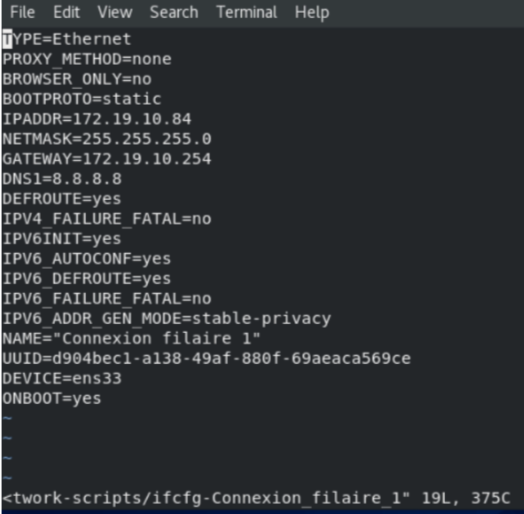 File Edit View Search Terminal Help
TYPE=Ethernet
PROXY_METHOD=none
BROWSER_ONLY=no
BOOTPROTO=static
IPADDR=172.19.10.84
NETMASK=255.255.255.0
GATEWAY=172.19.10.254
DNS1=8.8.8.8
DEFROUTE=yes
IPV4_FAILURE_FATAL=no
IPV6INIT=yes
IPV6_AUTOCONF=yes
IPV6_DEFROUTE=yes
IPV6_FAILURE_FATAL=no
IPV6_ADDR_GEN_MODE=stable-privacy
NAME="Connexion filaire 1"
UUID=d904bec1-a138-49af-880f-69aeaca569ce
DEVICE=ens33
ONBOOT=yes
~
~
~
~
<twork-scripts/ifcfg-Connexion_filaire_1" 19L, 375C